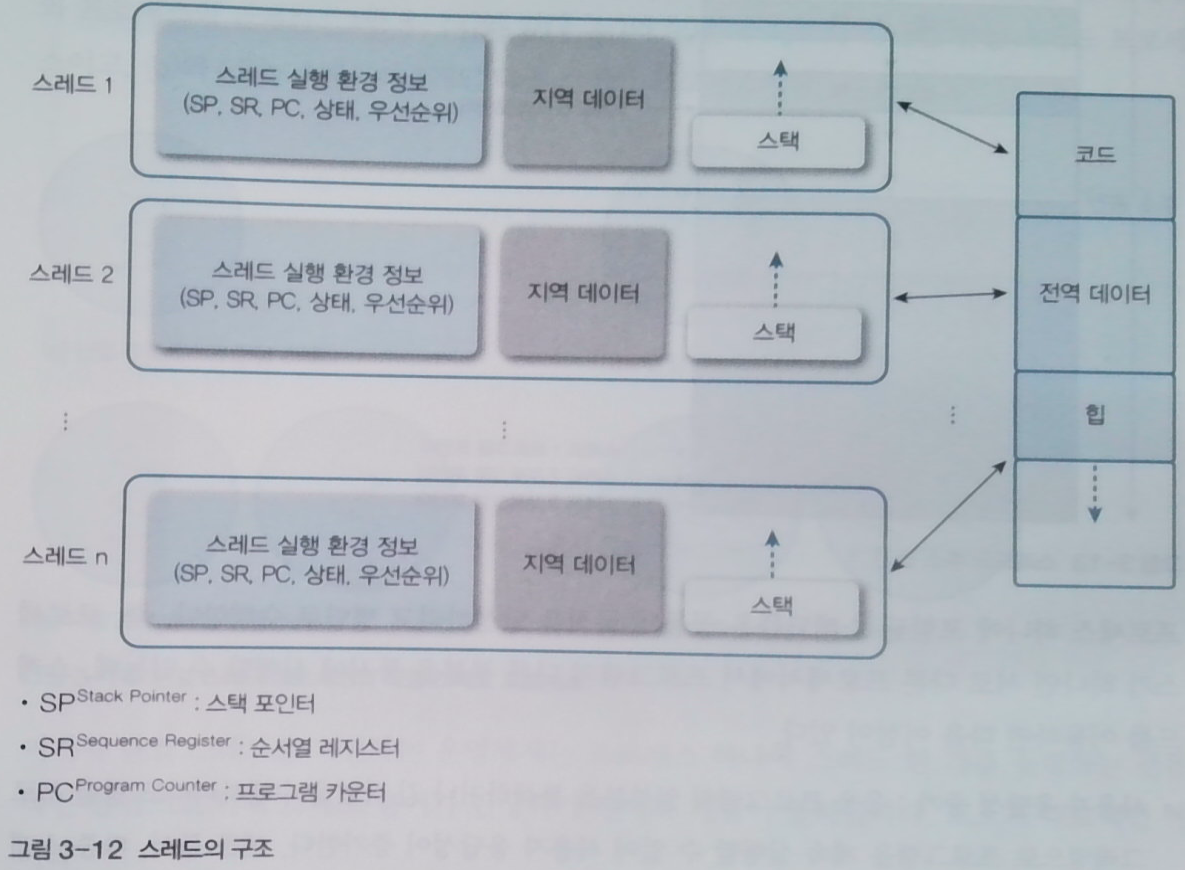 스레드 1
스레드 실행 환경 정보
(SP, SR, PC, 상태, 우선순위)
지역 데이터
스택
스레드 2
스레드 실행 환경 정보
(SP, SR, PC, 상태, 우선순위)
지역 데이터
스택
⋮
⋮
⋮
스레드 n
스레드 실행 환경 정보
(SP, SR, PC, 상태, 우선순위)
지역 데이터
스택
코드
전역 데이터
힙
• SP Stack Pointer : 스택 포인터
• SR Sequence Register : 순서열 레지스터
• PC Program Counter : 프로그램 카운터
그림 3-12 스레드의 구조